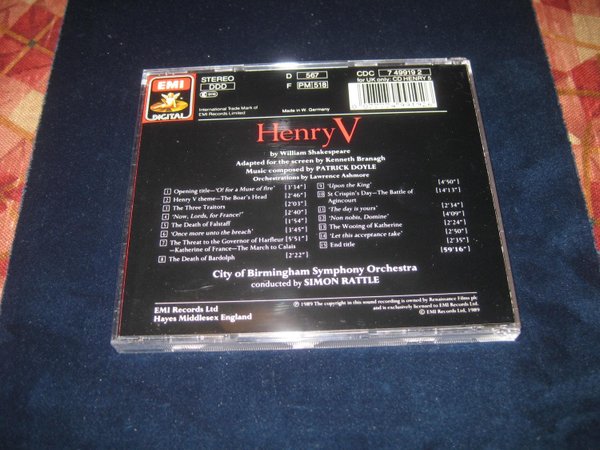 EMI
DIGITAL
STEREO
DDD
International Trade Mark of
EMI Records Limited
D 567
F PM 518
Made in W. Germany
CDC 7 49919 2
for UK only: CD HENRY 5
Henry V
by William Shakespeare
Adapted for the screen by Kenneth Branagh
Music composed by PATRICK DOYLE
Orchestrations by Lawrence Ashmore
1 Opening title—'O! for a Muse of fire' [3'34"]
2 Henry V theme—The Boar's Head [2'46"]
3 The Three Traitors [2'03"]
4 'Now, Lords, for France!' [2'40"]
5 The Death of Falstaff [1'54"]
6 'Once more unto the breach' [3'45"]
7 The Threat to the Governor of Harfleur [5'51"]
—Katherine of France—The March to Calais
8 The Death of Bardolph [2'22"]
9 'Upon the King' [4'50"]
10 St Crispin's Day—The Battle of [14'13"]
Agincourt
11 'The day is yours' [2'34"]
12 'Non nobis, Domine' [4'09"]
13 The Wooing of Katherine [2'24"]
14 'Let this acceptance take' [2'50"]
15 End title [2'35"]
[59'16"]
City of Birmingham Symphony Orchestra
conducted by SIMON RATTLE
EMI Records Ltd
Hayes Middlesex England
℗ 1989 The copyright in this sound recording is owned by Renaissance Films plc
and is exclusively licensed to EMI Records Ltd.
© EMI Records Ltd, 1989